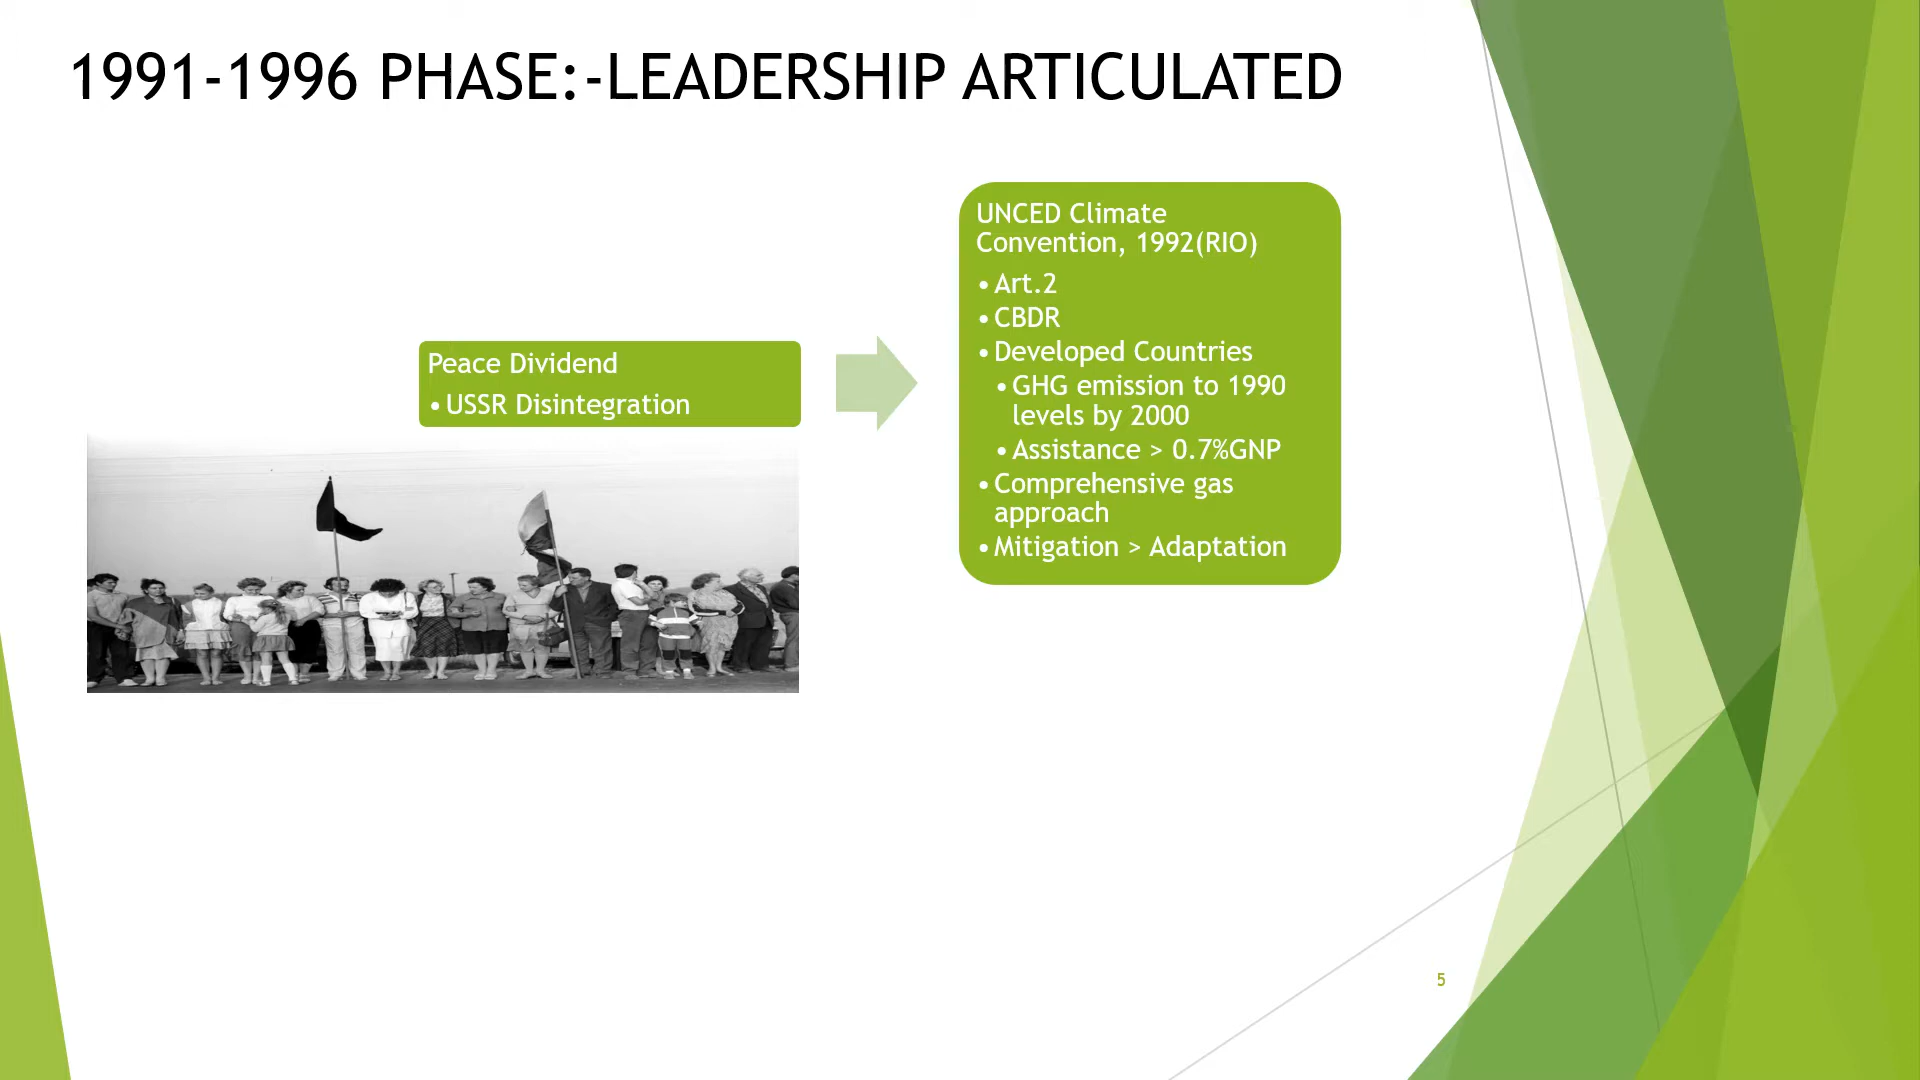 1991-1996 PHASE:-LEADERSHIP ARTICULATED
Peace Dividend
•USSR Disintegration
UNCED Climate
Convention, 1992(RIO)
•Art.2
•CBDR
•Developed Countries
•GHG emission to 1990
levels by 2000
•Assistance > 0.7%GNP
•Comprehensive gas
approach
•Mitigation > Adaptation
5